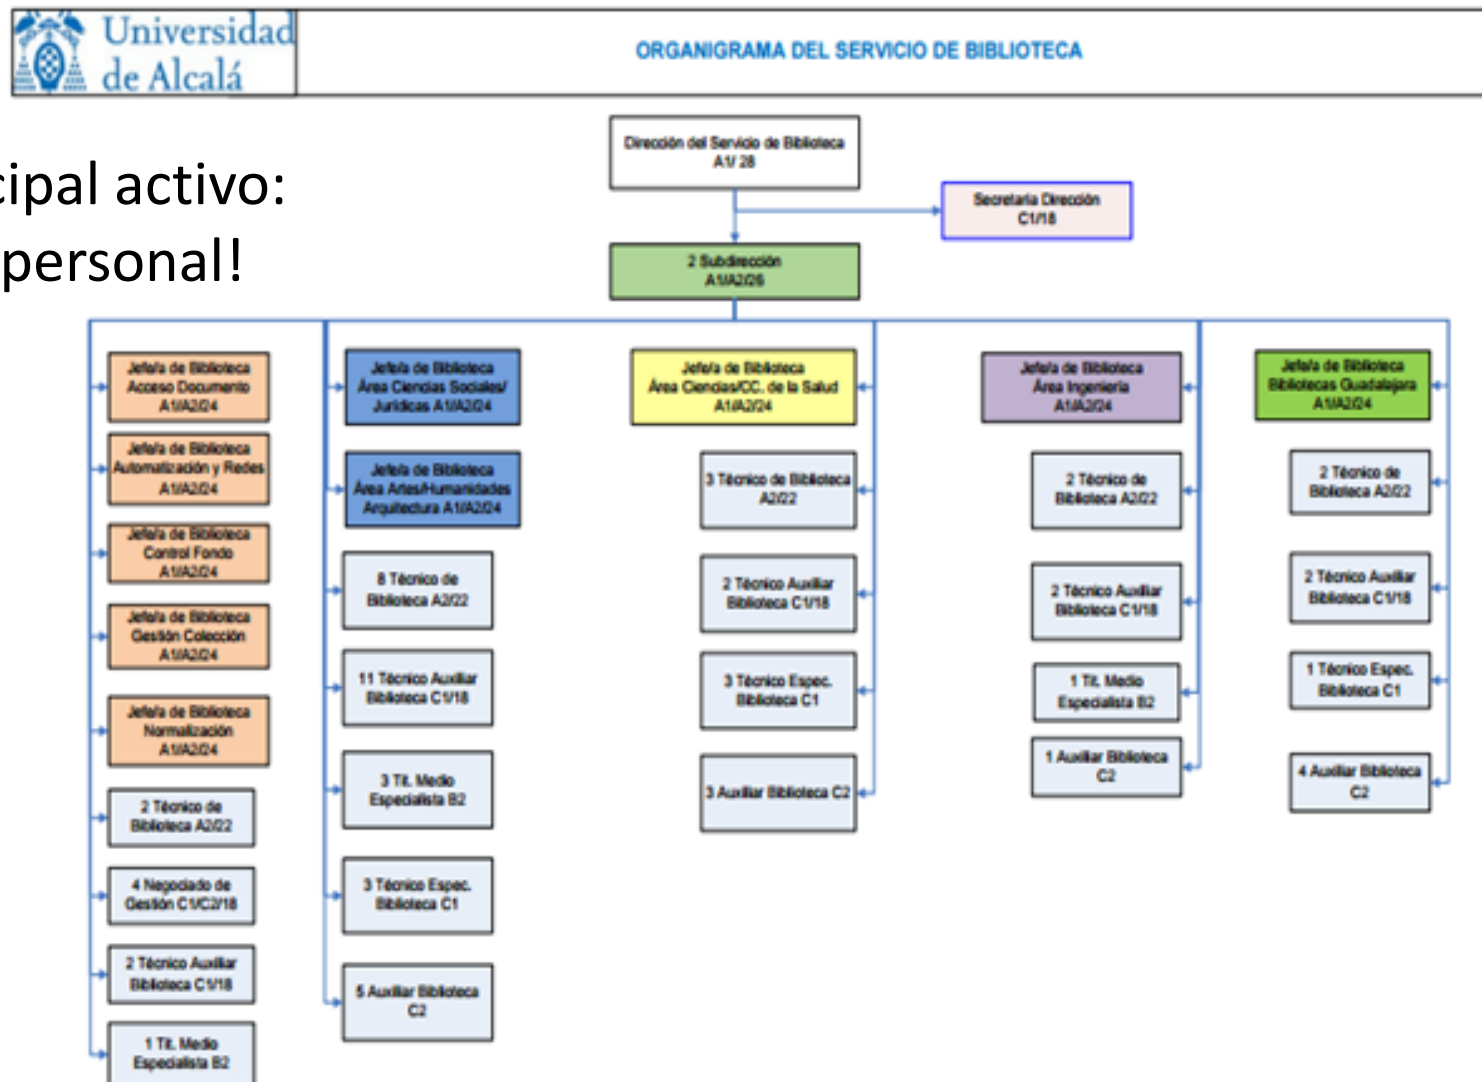 Universidad
de Alcalá
ORGANIGRAMA DEL SERVICIO DE BIBLIOTECA
cipal activo:
personal!
Dirección del Servicio de Biblioteca
A1/ 28
Secretaria Dirección
C1/18
2 Subdirección
A1/A2/26
Jefe/a de Biblioteca
Acceso Documento
A1/A2/24
Jefe/a de Biblioteca
Automatización y Redes
A1/A2/24
Jefe/a de Biblioteca
Control Fondo
A1/A2/24
Jefe/a de Biblioteca
Gestión Colección
A1/A2/24
Jefe/a de Biblioteca
Normalización
A1/A2/24
2 Técnico de
Biblioteca A2/22
4 Negociado de
Gestión C1/C2/18
2 Técnico Auxiliar
Biblioteca C1/18
1 Tit. Medio
Especialista B2
Jefe/a de Biblioteca
Área Ciencias Sociales/
Jurídicas A1/A2/24
Jefe/a de Biblioteca
Área Artes/Humanidades
Arquitectura A1/A2/24
8 Técnico de
Biblioteca A2/22
11 Técnico Auxiliar
Biblioteca C1/18
3 Tit. Medio
Especialista B2
3 Técnico Espec.
Biblioteca C1
5 Auxiliar Biblioteca
C2
Jefe/a de Biblioteca
Área Ciencias/CC. de la Salud
A1/A2/24
3 Técnico de Biblioteca
A2/22
2 Técnico Auxiliar
Biblioteca C1/18
3 Técnico Espec.
Biblioteca C1
3 Auxiliar Biblioteca C2
Jefe/a de Biblioteca
Área Ingeniería
A1/A2/24
2 Técnico de
Biblioteca A2/22
2 Técnico Auxiliar
Biblioteca C1/18
1 Tit. Medio
Especialista B2
1 Auxiliar Biblioteca
C2
Jefe/a de Biblioteca
Bibliotecas Guadalajara
A1/A2/24
2 Técnico de
Biblioteca A2/22
2 Técnico Auxiliar
Biblioteca C1/18
1 Técnico Espec.
Biblioteca C1
4 Auxiliar Biblioteca
C2